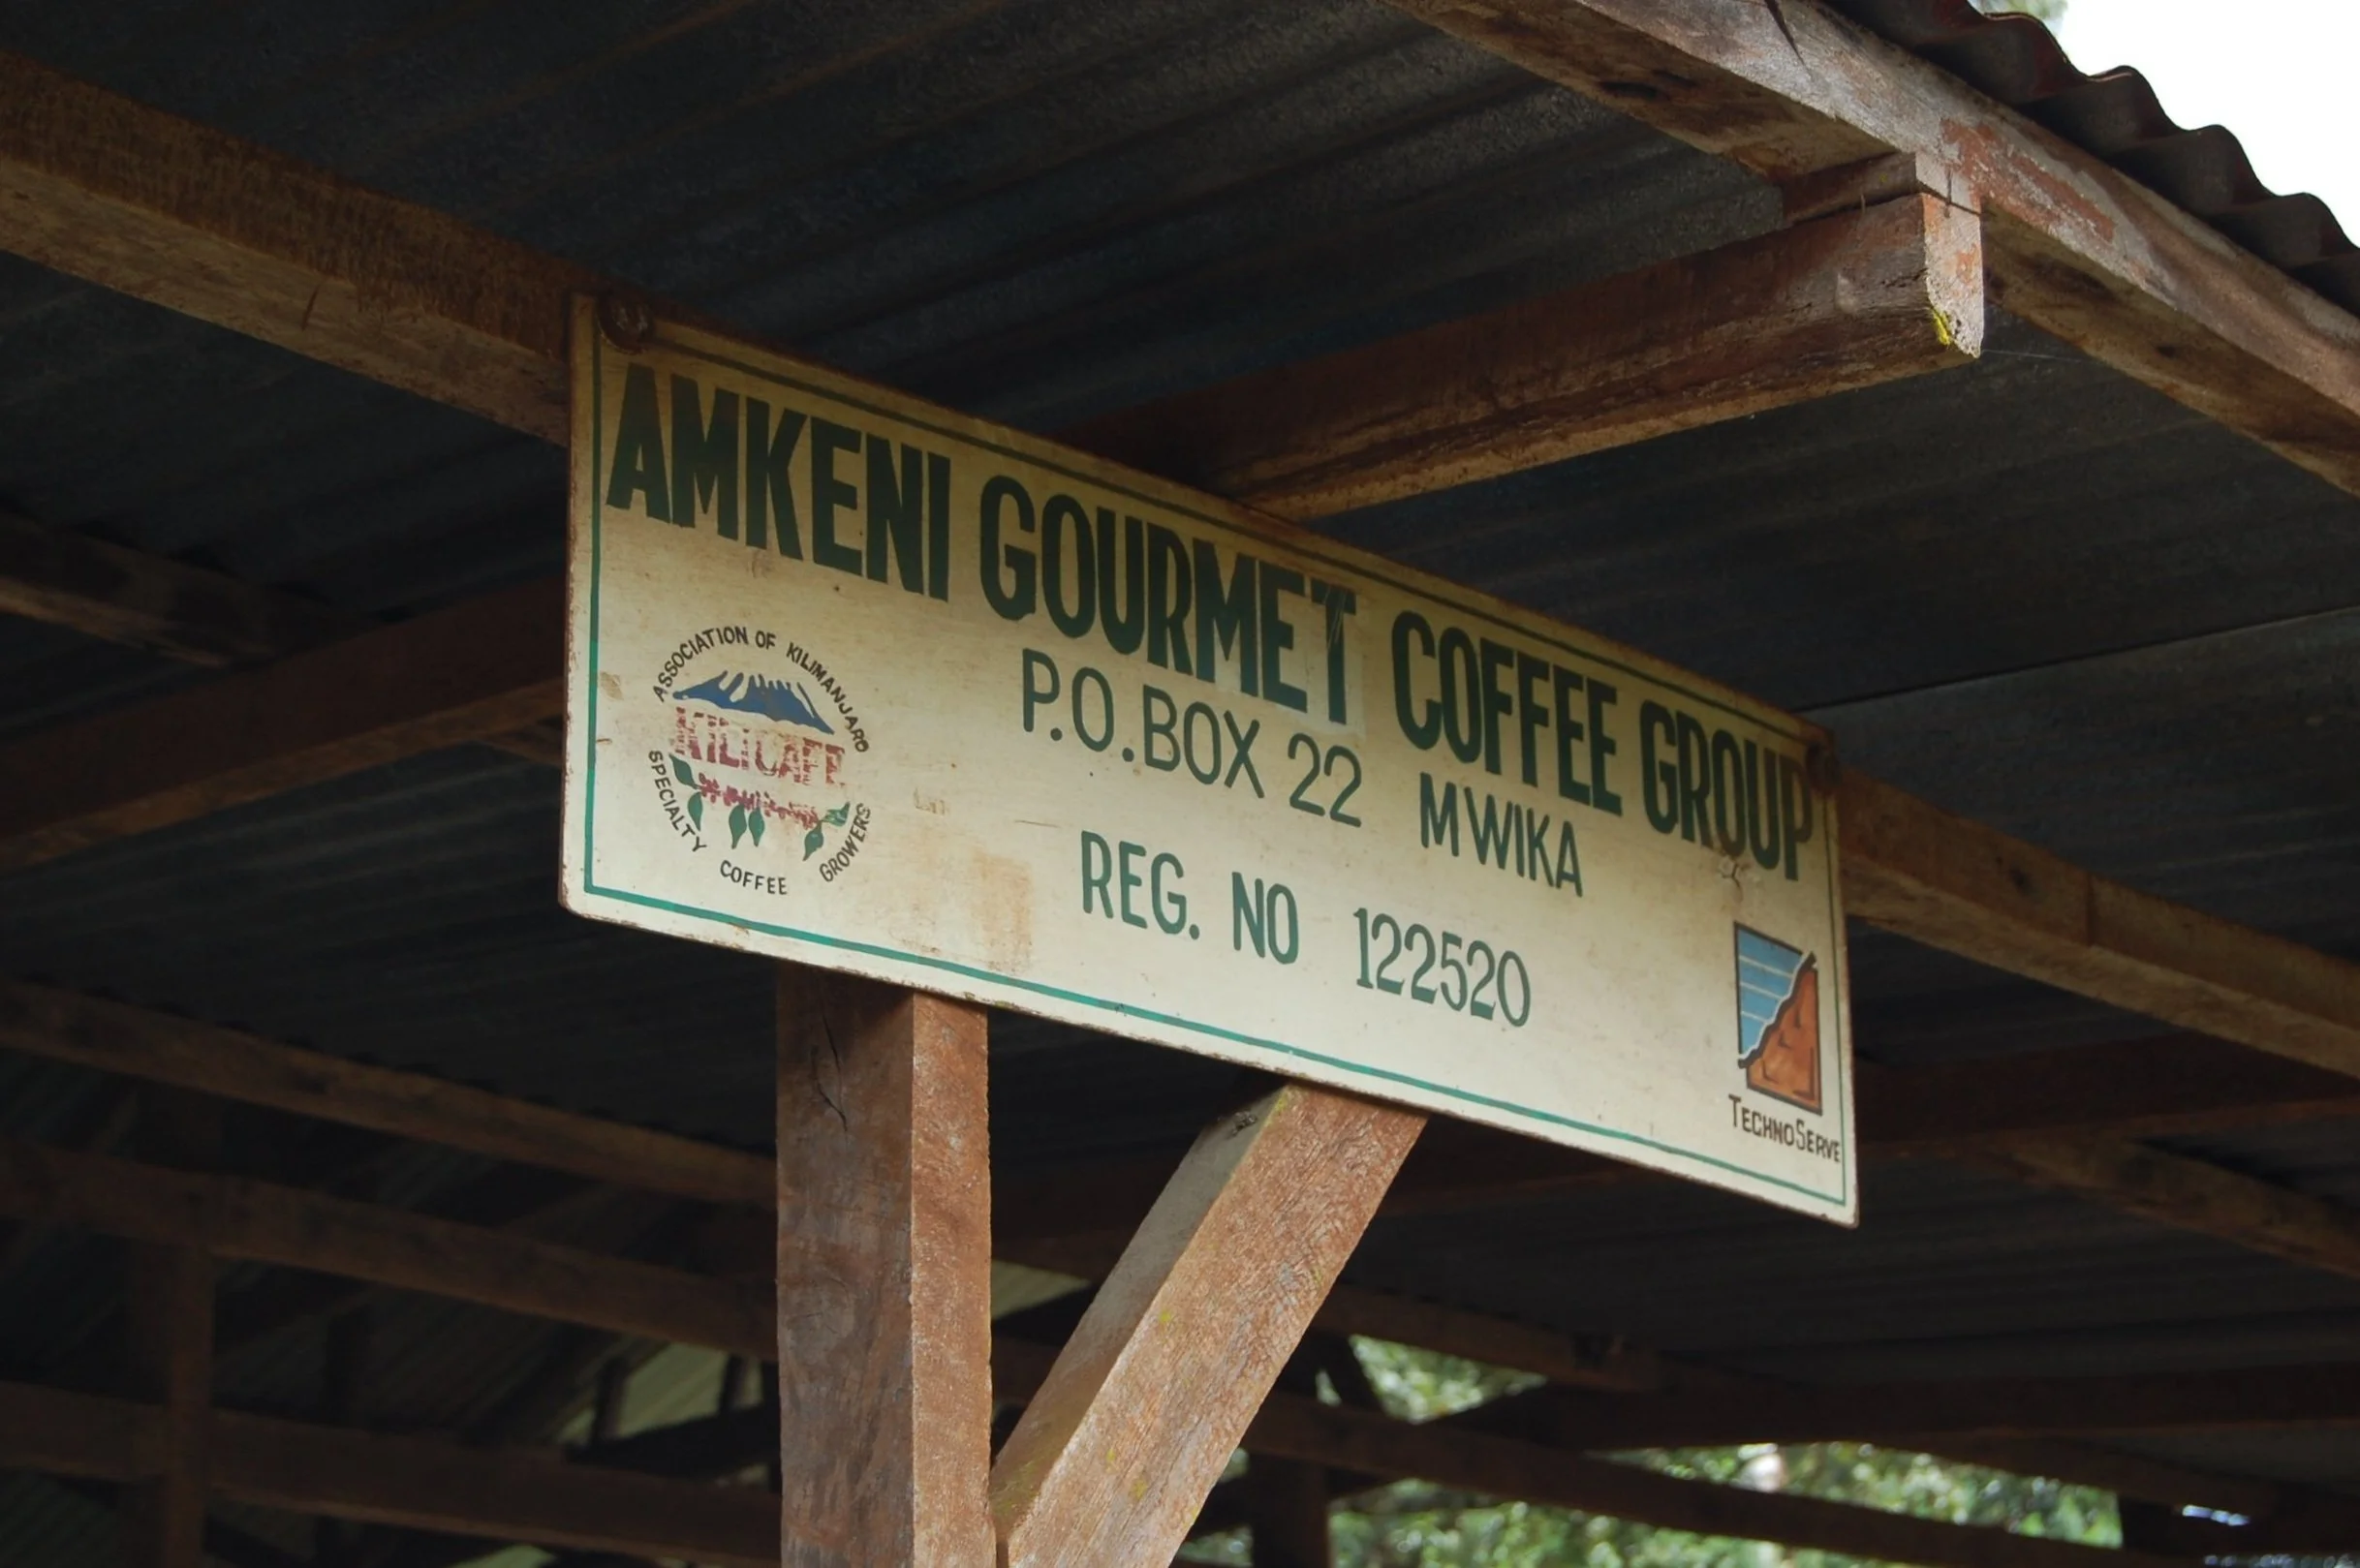 AMKENI GOURMET COFFEE GROUP
P.O. BOX 22 MWIKA
REG. NO 122520
ASSOCIATION OF KILIMANJARO
KILICAFE
SPECIALTY COFFEE GROWERS
TECHNOSERVE